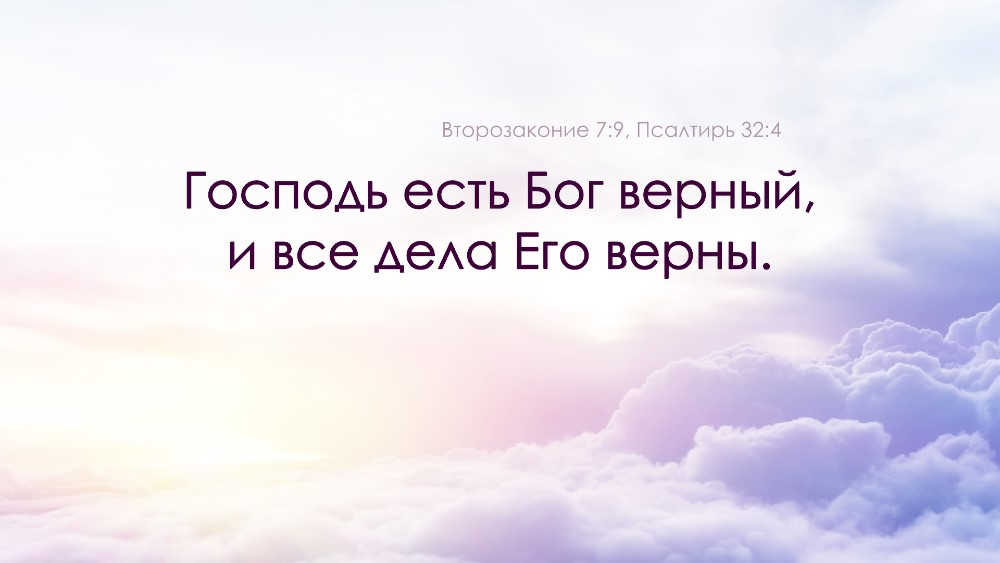 Второзаконие 7:9, Псалтирь 32:4
Господь есть Бог верный,
и все дела Его верны.